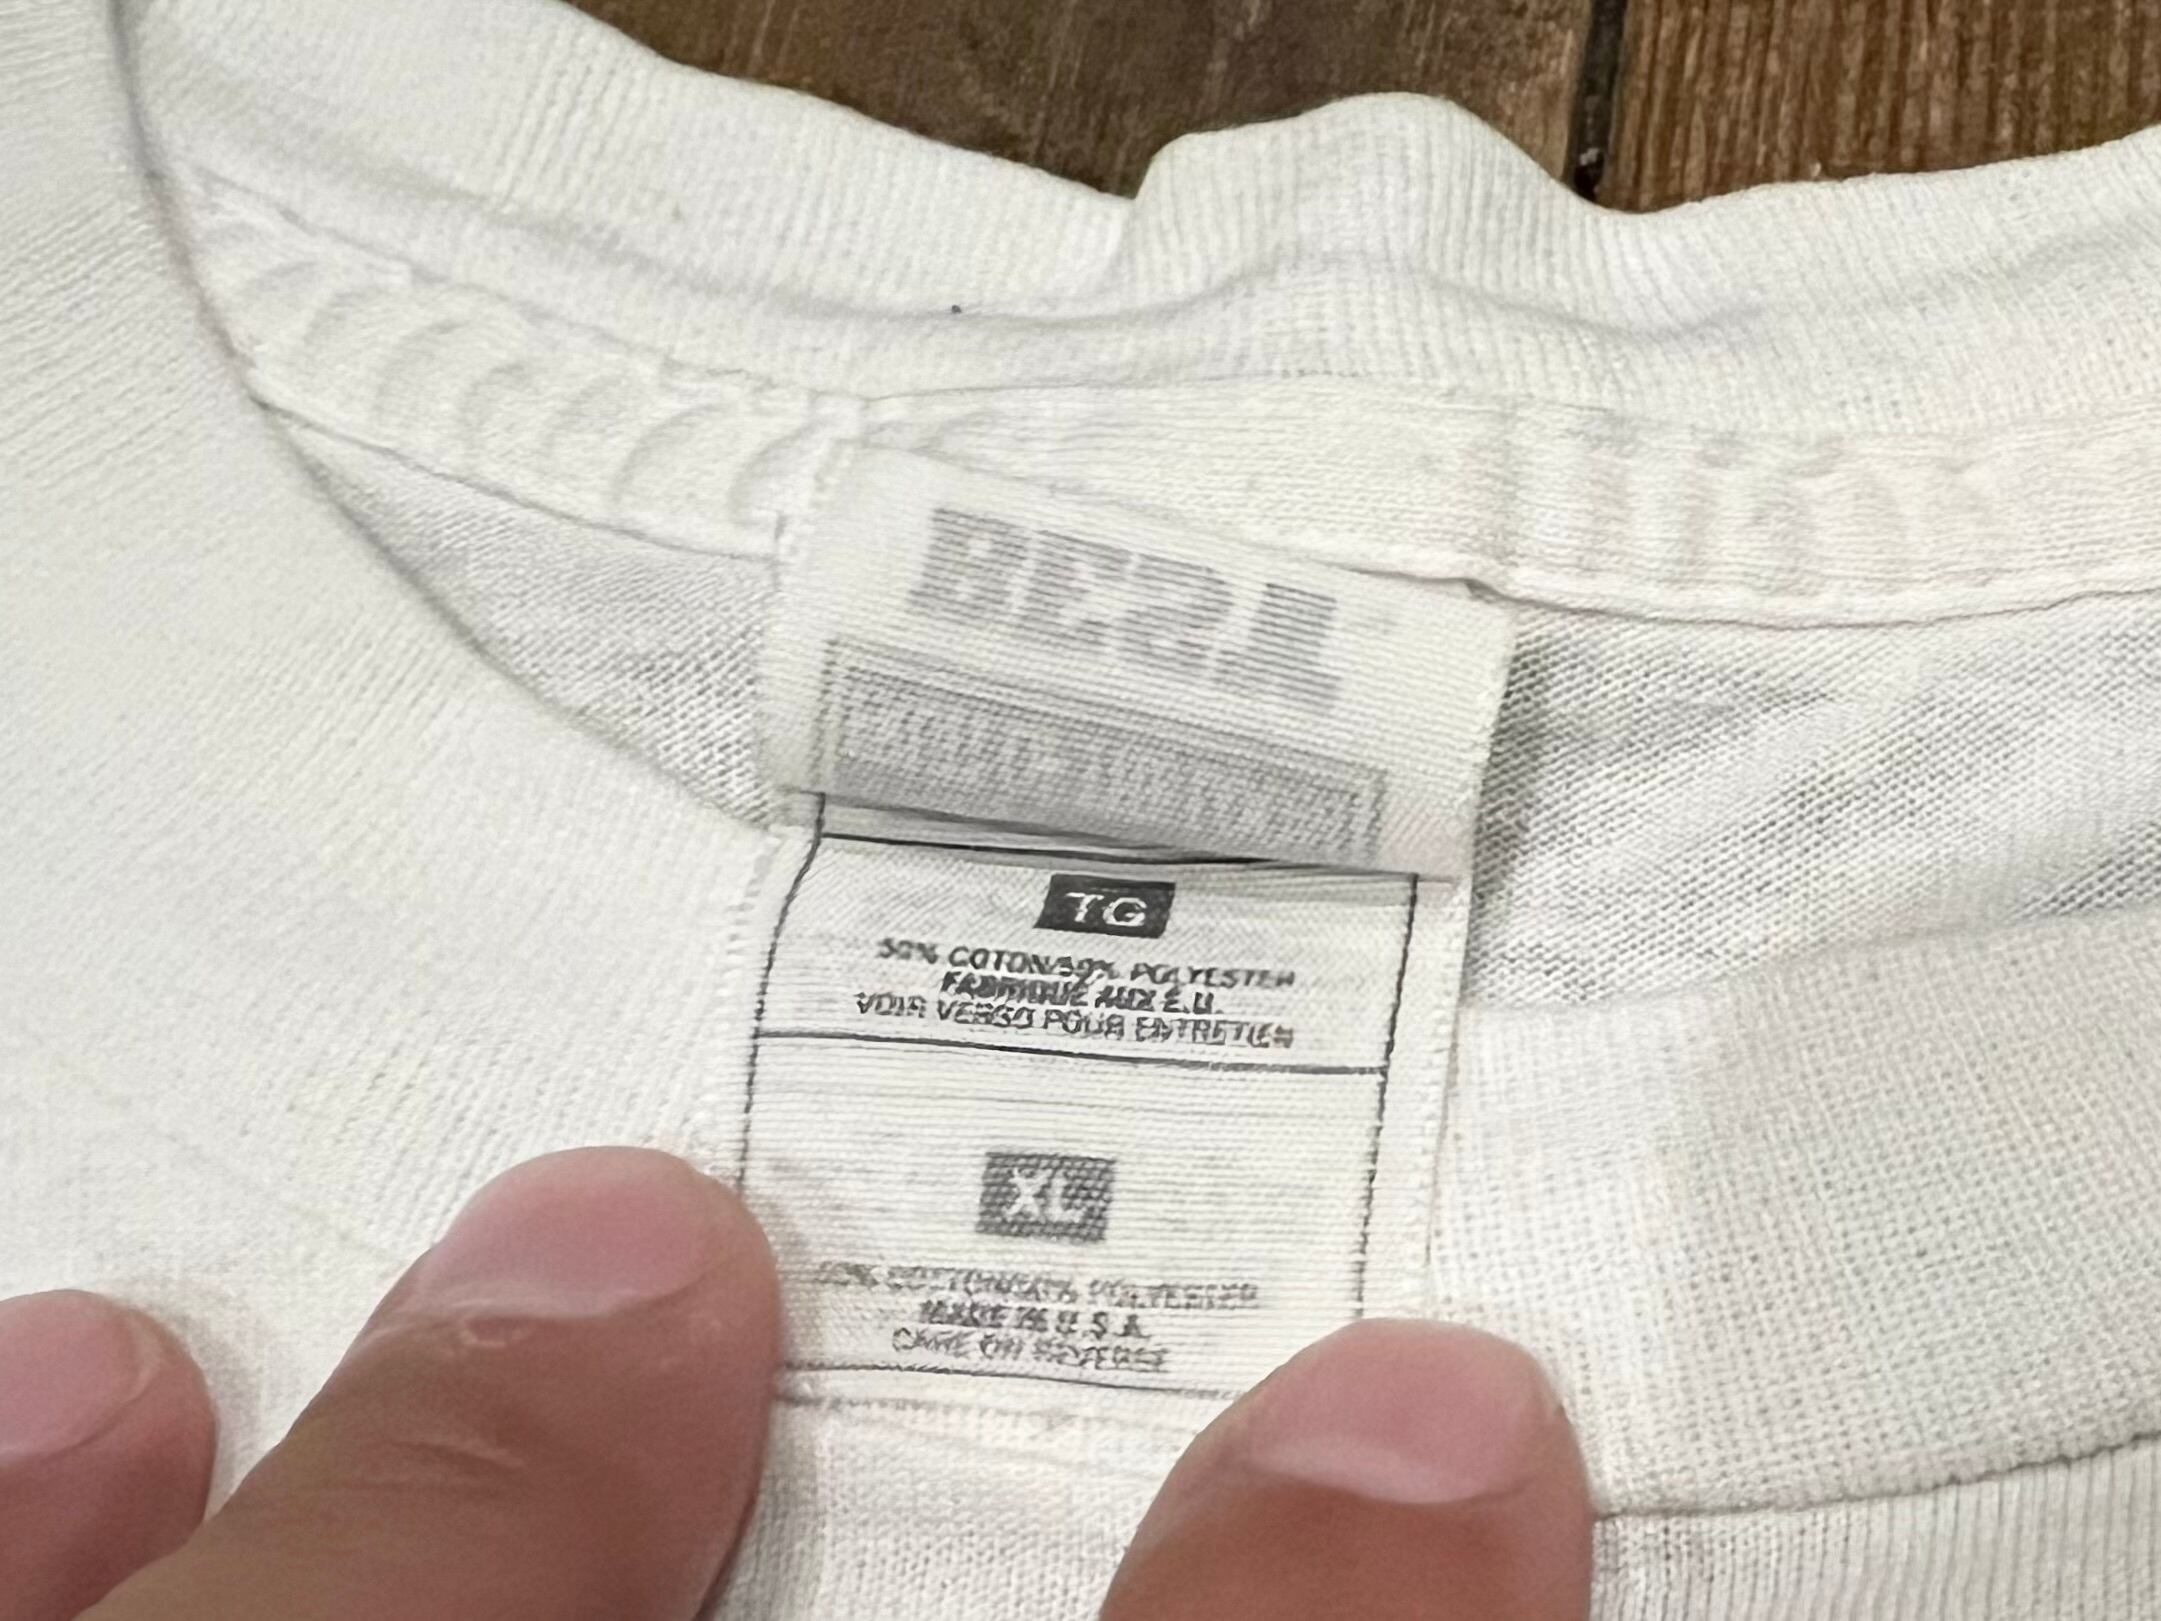 BEST
TG
50% COTON/50% POLYESTER
FABRIQUÉ AUX É.U.
VOIR VERSO POUR ENTRETIEN
XL
50% COTTON/50% POLYESTER
MADE IN U.S.A.
CARE ON REVERSE